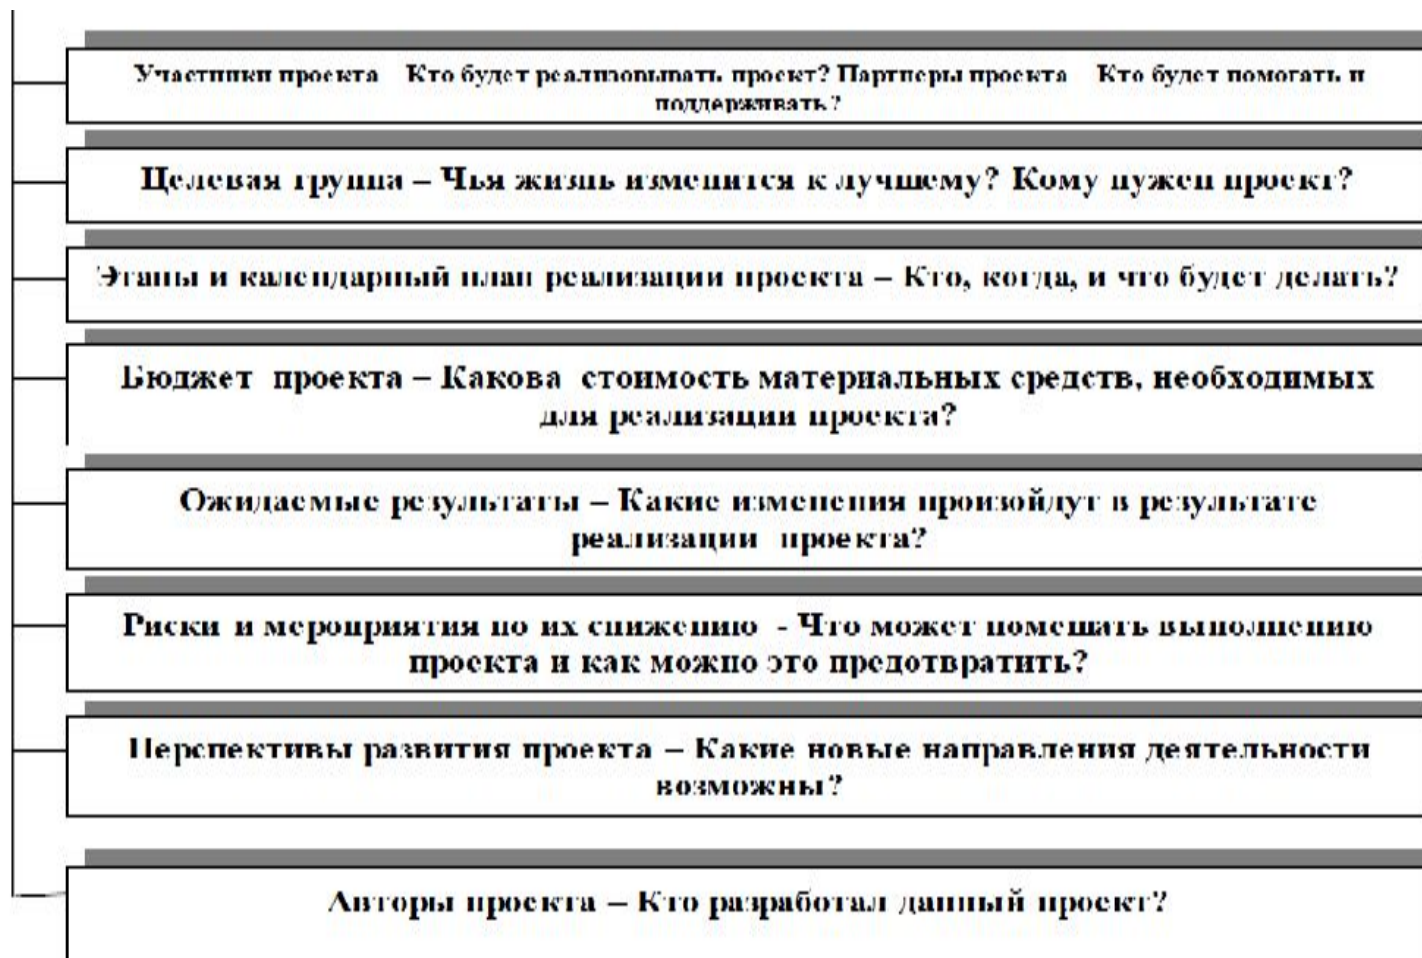 Участники проекта Кто будет реализовывать проект? Партнеры проекта Кто будет помогать и
поддерживать?
Целевая группа – Чья жизнь изменится к лучшему? Кому нужен проект?
Этапы и календарный план реализации проекта – Кто, когда, и что будет делать?
Бюджет проекта – Какова стоимость материальных средств, необходимых
для реализации проекта?
Ожидаемые результаты – Какие изменения произойдут в результате
реализации проекта?
Риски и мероприятия по их снижению - Что может помешать выполнению
проекта и как можно это предотвратить?
Перспективы развития проекта – Какие новые направления деятельности
возможны?
Авторы проекта – Кто разработал данный проект?